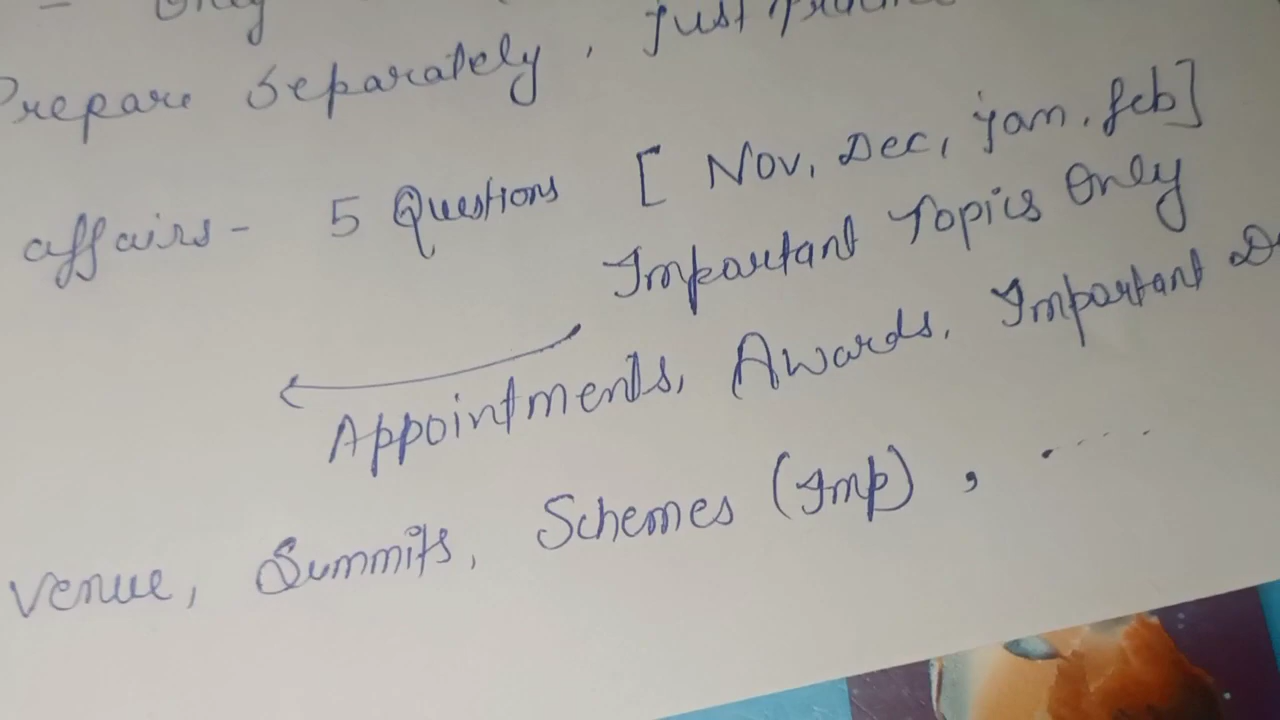 - Only
Prepare Separately, Just
affairs - 5 Questions [Nov, Dec, Jan, feb]
Important Topics Only
Appointments, Awards, Important
Venue, Summits, Schemes (Imp), .....